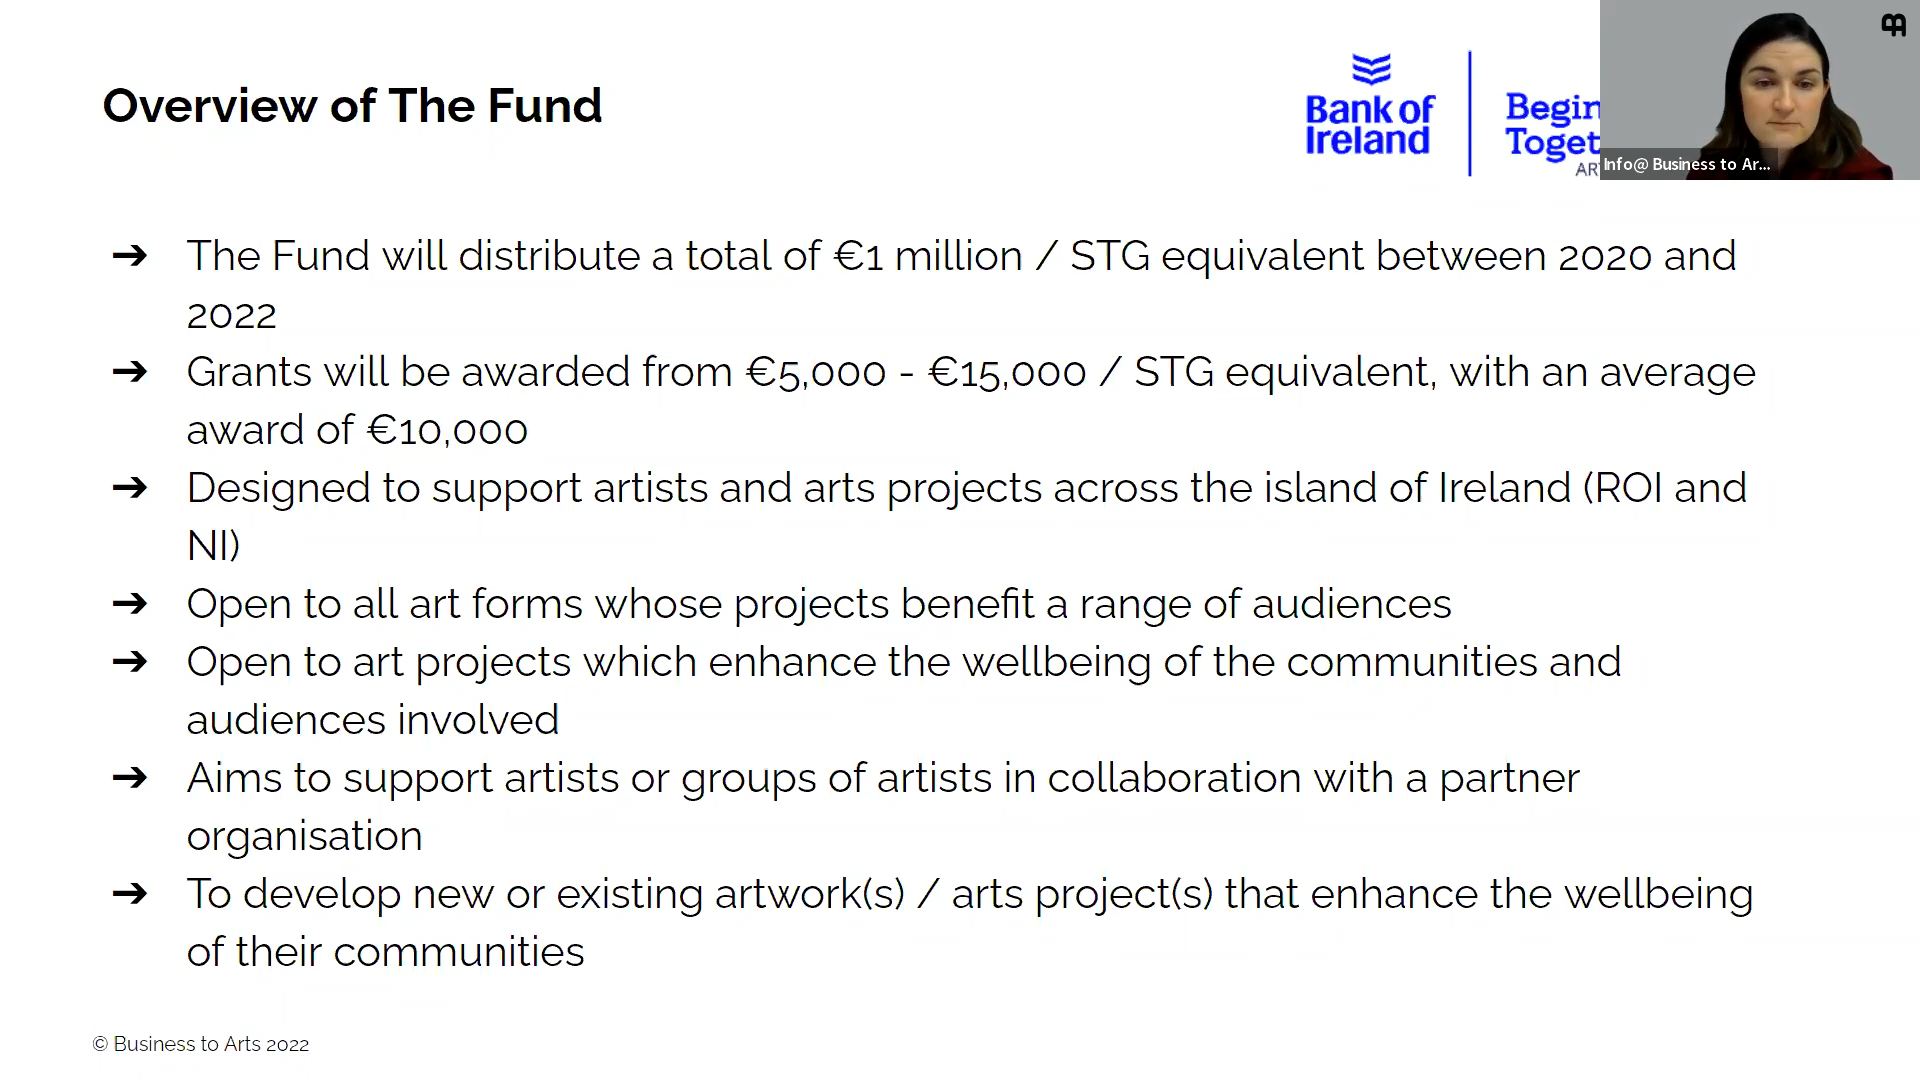 Overview of The Fund
Bank of
Ireland
Begin
Toget
AR
Info@ Business to Ar...
➔ The Fund will distribute a total of €1 million / STG equivalent between 2020 and
2022
➔ Grants will be awarded from €5,000 - €15,000 / STG equivalent, with an average
award of €10,000
➔ Designed to support artists and arts projects across the island of Ireland (ROI and
NI)
➔ Open to all art forms whose projects benefit a range of audiences
➔ Open to art projects which enhance the wellbeing of the communities and
audiences involved
➔ Aims to support artists or groups of artists in collaboration with a partner
organisation
➔ To develop new or existing artwork(s) / arts project(s) that enhance the wellbeing
of their communities
© Business to Arts 2022